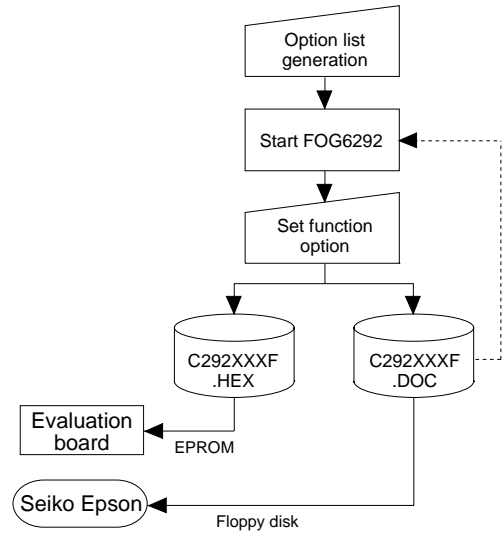 Option list
generation
Start FOG6292
Set function
option
C292XXXF
.HEX
C292XXXF
.DOC
Evaluation
board
EPROM
Seiko Epson
Floppy disk